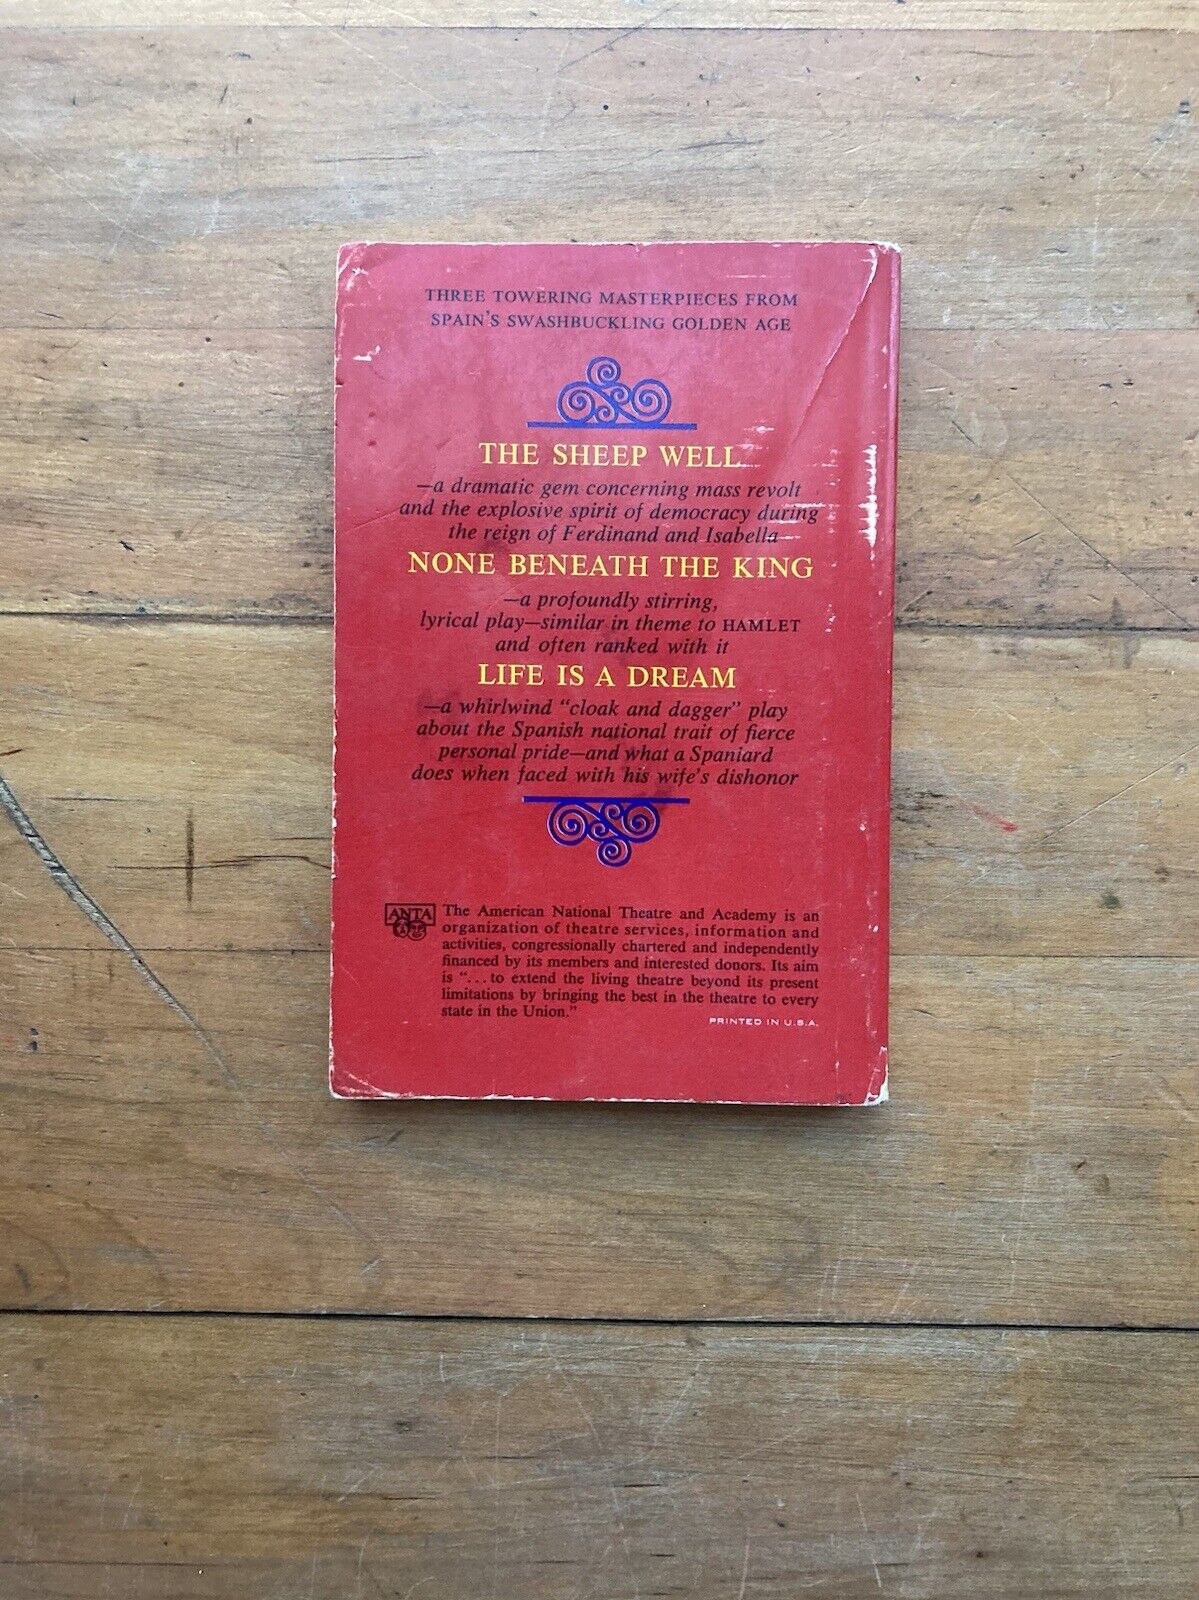 THREE TOWERING MASTERPIECES FROM
SPAIN'S SWASHBUCKLING GOLDEN AGE
THE SHEEP WELL
—a dramatic gem concerning mass revolt
and the explosive spirit of democracy during
the reign of Ferdinand and Isabella—
NONE BENEATH THE KING
—a profoundly stirring,
lyrical play—similar in theme to HAMLET
and often ranked with it
LIFE IS A DREAM
—a whirlwind "cloak and dagger" play
about the Spanish national trait of fierce
personal pride—and what a Spaniard
does when faced with his wife's dishonor
ANTA
The American National Theatre and Academy is an
organization of theatre services, information and
activities, congressionally chartered and independently
financed by its members and interested donors. Its aim
is "... to extend the living theatre beyond its present
limitations by bringing the best in the theatre to every
state in the Union."
PRINTED IN U.S.A.